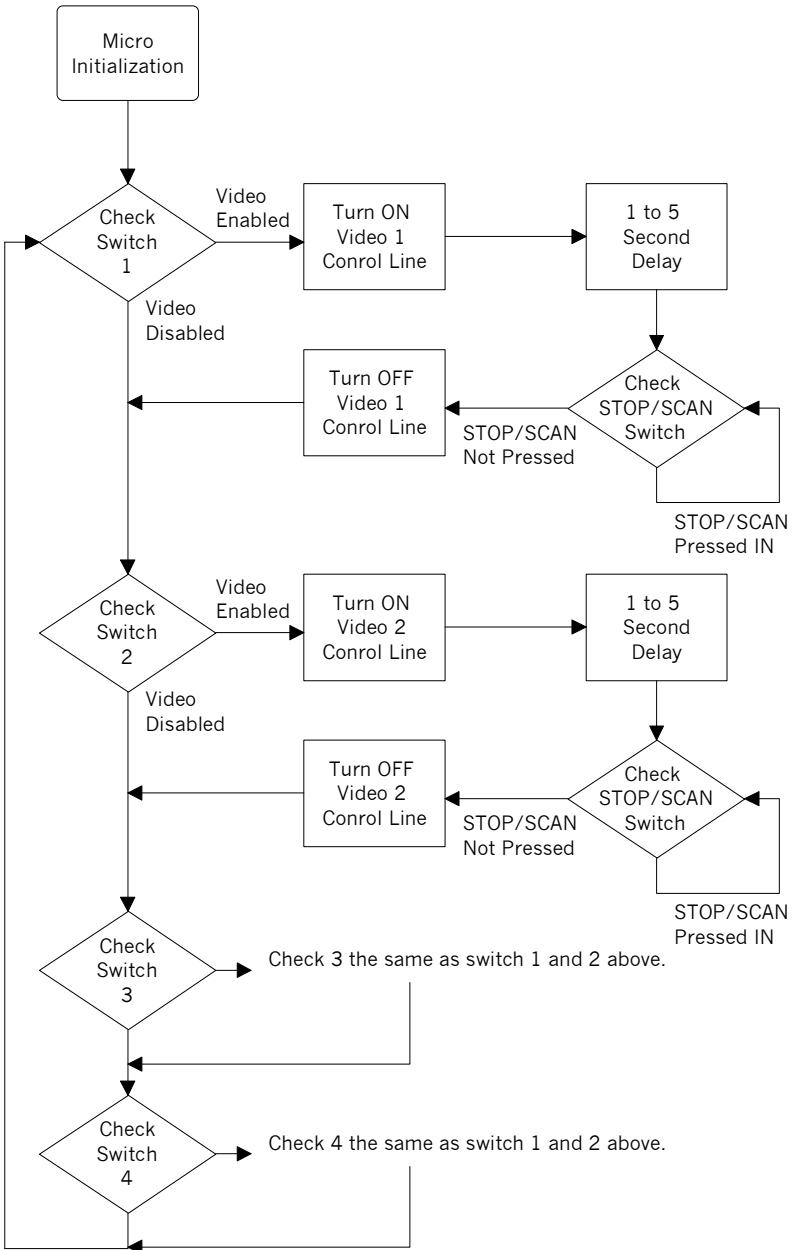 Micro
Initialization
Check
Switch
1
Video
Enabled
Turn ON
Video 1
Conrol Line
1 to 5
Second
Delay
Video
Disabled
Turn OFF
Video 1
Conrol Line
STOP/SCAN
Not Pressed
Check
STOP/SCAN
Switch
STOP/SCAN
Pressed IN
Check
Switch
2
Video
Enabled
Turn ON
Video 2
Conrol Line
1 to 5
Second
Delay
Video
Disabled
Turn OFF
Video 2
Conrol Line
STOP/SCAN
Not Pressed
Check
STOP/SCAN
Switch
STOP/SCAN
Pressed IN
Check
Switch
3
Check 3 the same as switch 1 and 2 above.
Check
Switch
4
Check 4 the same as switch 1 and 2 above.